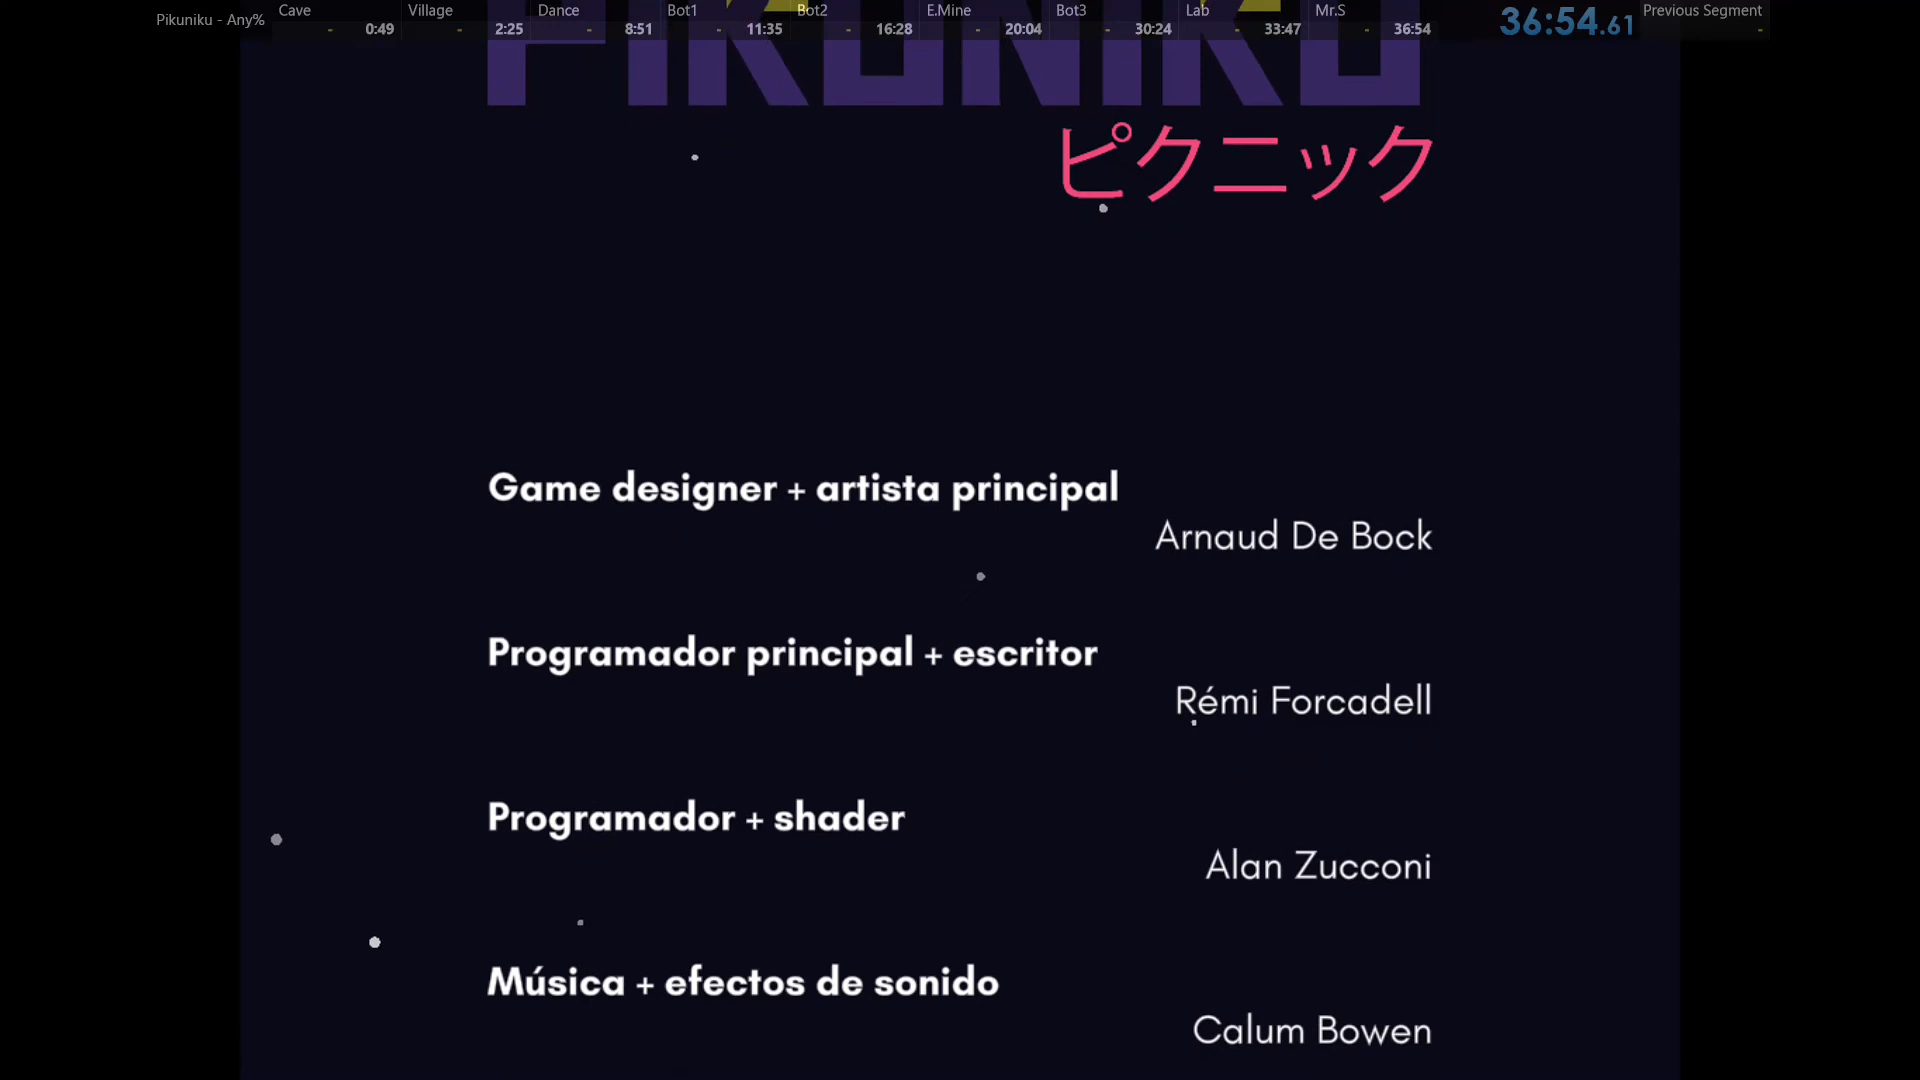 Pikuniku - Any%
Cave Village Dance Bot1 Bot2 E.Mine Bot3 Lab Mr.S
- 0:49 - 2:25 - 8:51 - 11:35 - 16:28 - 20:04 - 30:24 - 33:47 - 36:54
36:54.61
Previous Segment
-
PIKUNIKU
ピクニック
Game designer + artista principal
Arnaud De Bock
Programador principal + escritor
Rémi Forcadell
Programador + shader
Alan Zucconi
Música + efectos de sonido
Calum Bowen